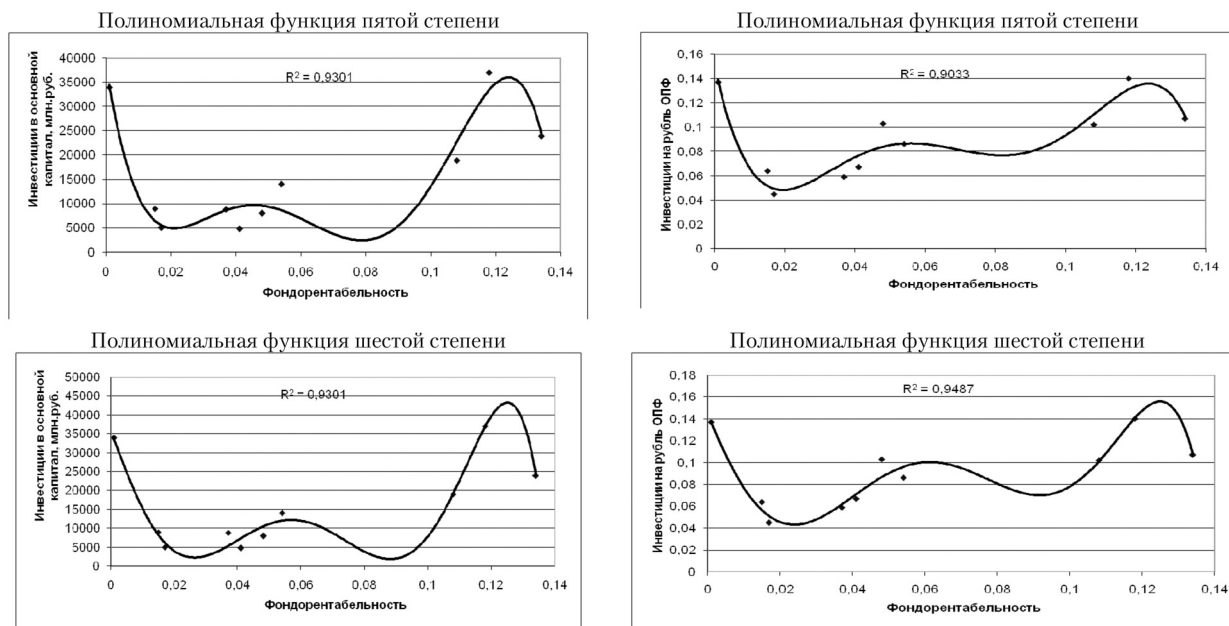 Полиномиальная функция пятой степени
Инвестиции в основной
капитал, млн.руб.
40000
35000
30000
25000
20000
15000
10000
5000
0
R² = 0,9301
0 0,02 0,04 0,06 0,08 0,1 0,12 0,14
Фондорентабельность
Полиномиальная функция пятой степени
Инвестиции на рубль ОПФ
0,16
0,14
0,12
0,1
0,08
0,06
0,04
0,02
0
R² = 0,9033
0 0,02 0,04 0,06 0,08 0,1 0,12 0,14
Фондорентабельность
Полиномиальная функция шестой степени
Инвестиции в основной
капитал, млн.руб.
50000
45000
40000
35000
30000
25000
20000
15000
10000
5000
0
R² = 0,9301
0 0,02 0,04 0,06 0,08 0,1 0,12 0,14
Фондорентабельность
Полиномиальная функция шестой степени
Инвестиции на рубль ОПФ
0,18
0,16
0,14
0,12
0,1
0,08
0,06
0,04
0,02
0
R² = 0,9487
0 0,02 0,04 0,06 0,08 0,1 0,12 0,14
Фондорентабельность